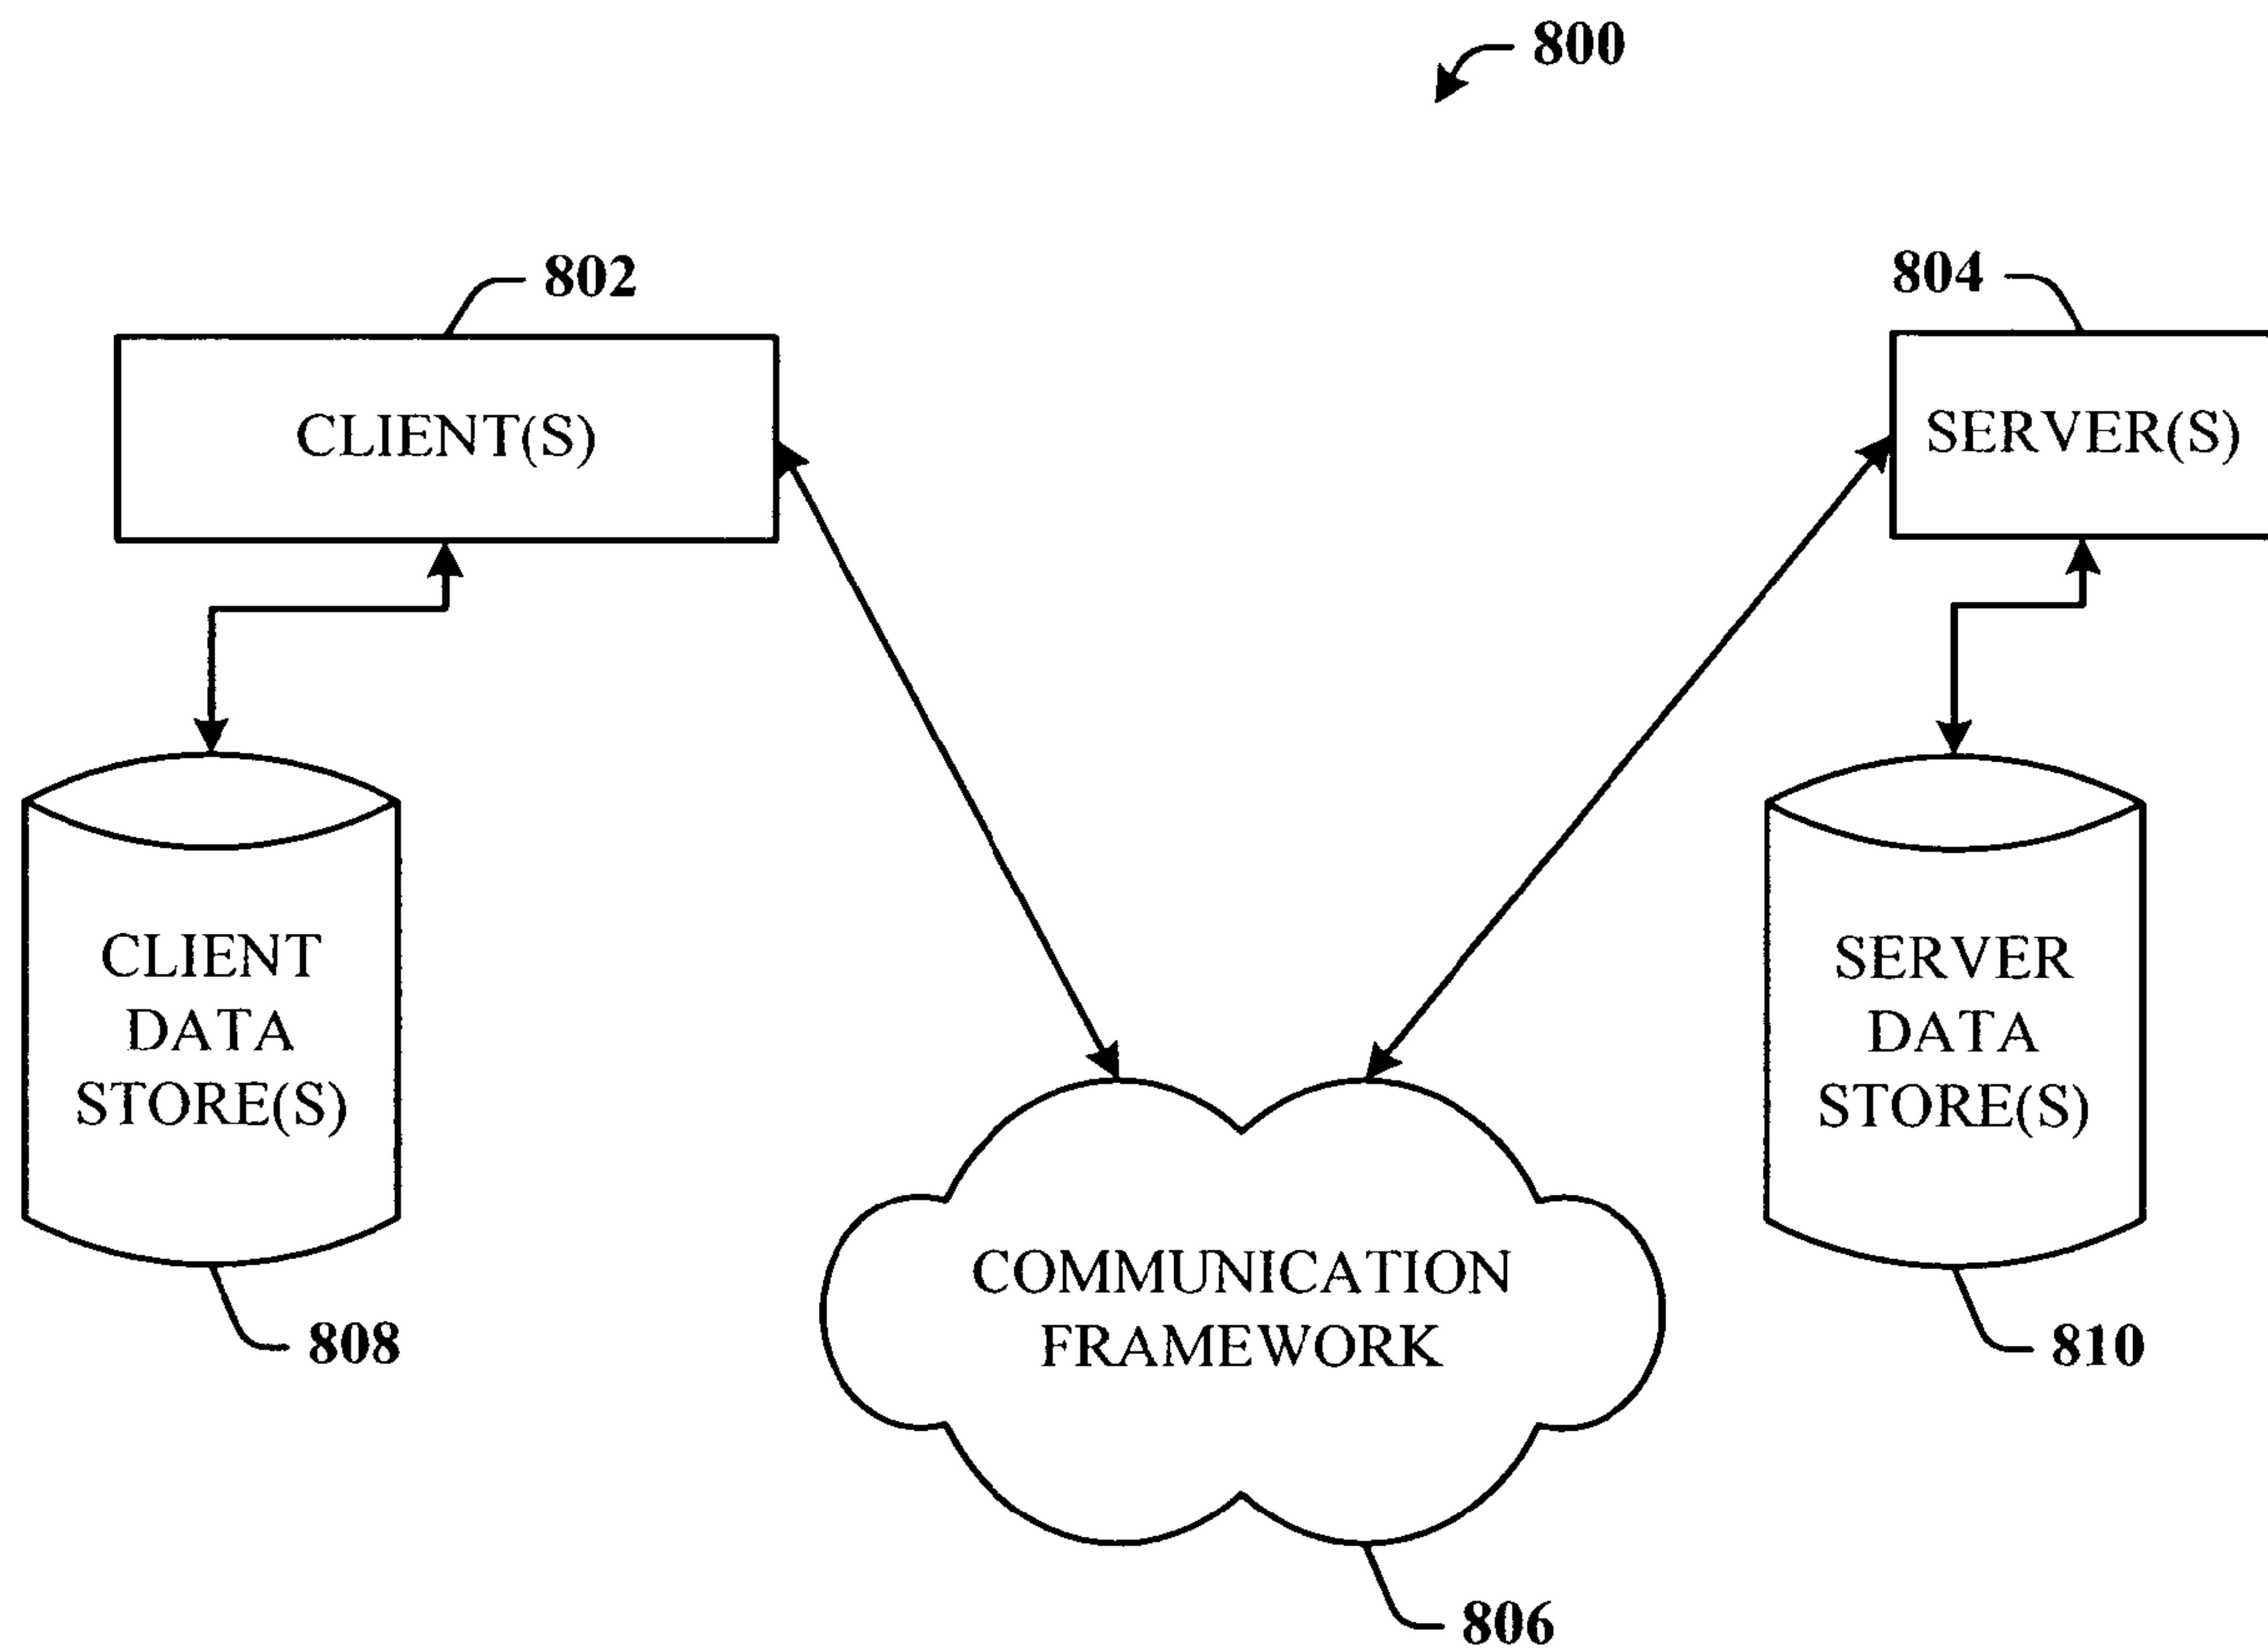 800
802
804
CLIENT(S)
SERVER(S)
CLIENT
DATA
STORE(S)
SERVER
DATA
STORE(S)
COMMUNICATION
FRAMEWORK
808
810
806